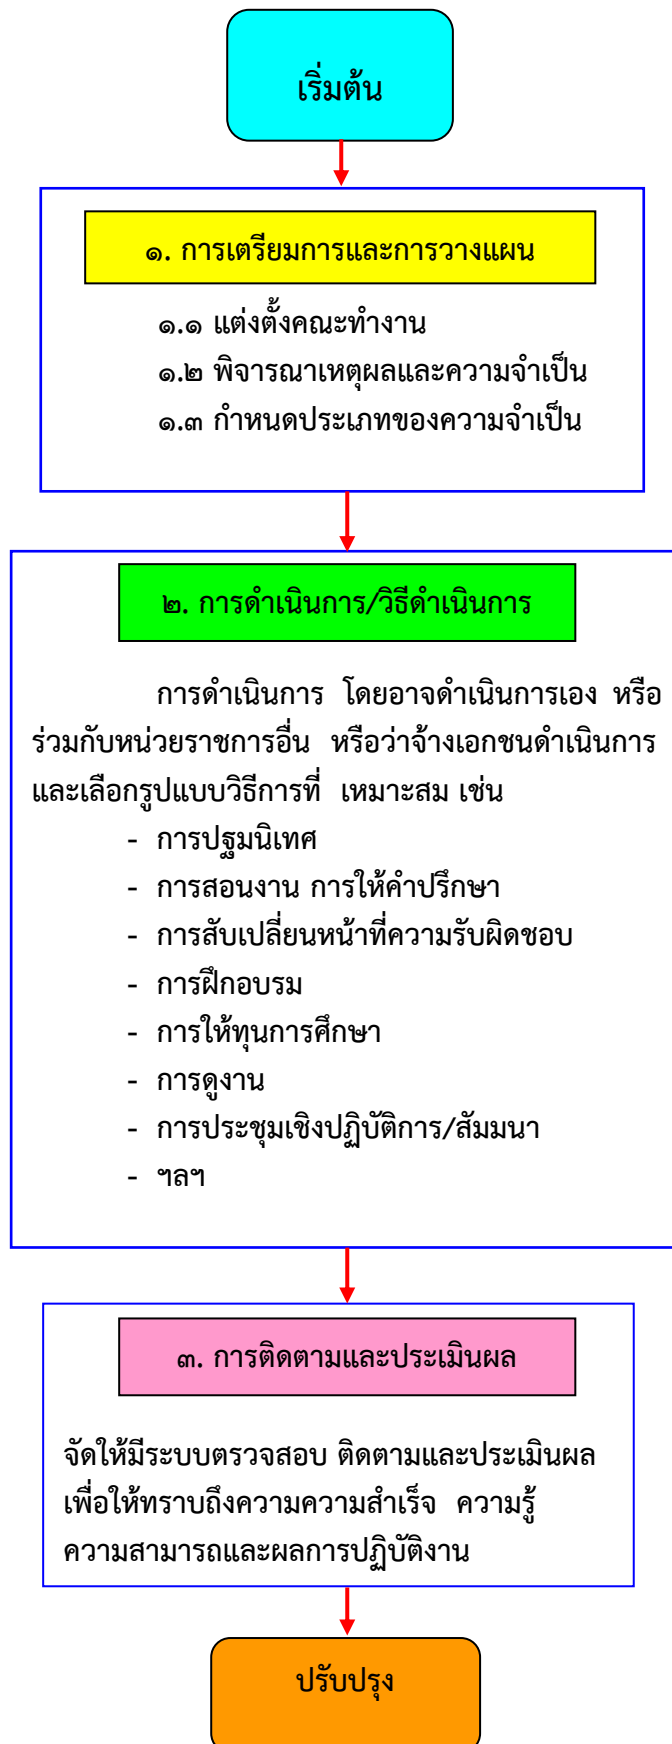 เริ่มต้น
๑. การเตรียมการและการวางแผน
๑.๑ แต่งตั้งคณะทำงาน
๑.๒ พิจารณาเหตุผลและความจำเป็น
๑.๓ กำหนดประเภทของความจำเป็น
๒. การดำเนินการ/วิธีดำเนินการ
การดำเนินการ โดยอาจดำเนินการเอง หรือ
ร่วมกับหน่วยราชการอื่น หรือว่าจ้างเอกชนดำเนินการ
และเลือกรูปแบบวิธีการที่ เหมาะสม เช่น
- การปฐมนิเทศ
- การสอนงาน การให้คำปรึกษา
- การสับเปลี่ยนหน้าที่ความรับผิดชอบ
- การฝึกอบรม
- การให้ทุนการศึกษา
- การดูงาน
- การประชุมเชิงปฏิบัติการ/สัมมนา
- ฯลฯ
๓. การติดตามและประเมินผล
จัดให้มีระบบตรวจสอบ ติดตามและประเมินผล
เพื่อให้ทราบถึงความความสำเร็จ ความรู้
ความสามารถและผลการปฏิบัติงาน
ปรับปรุง